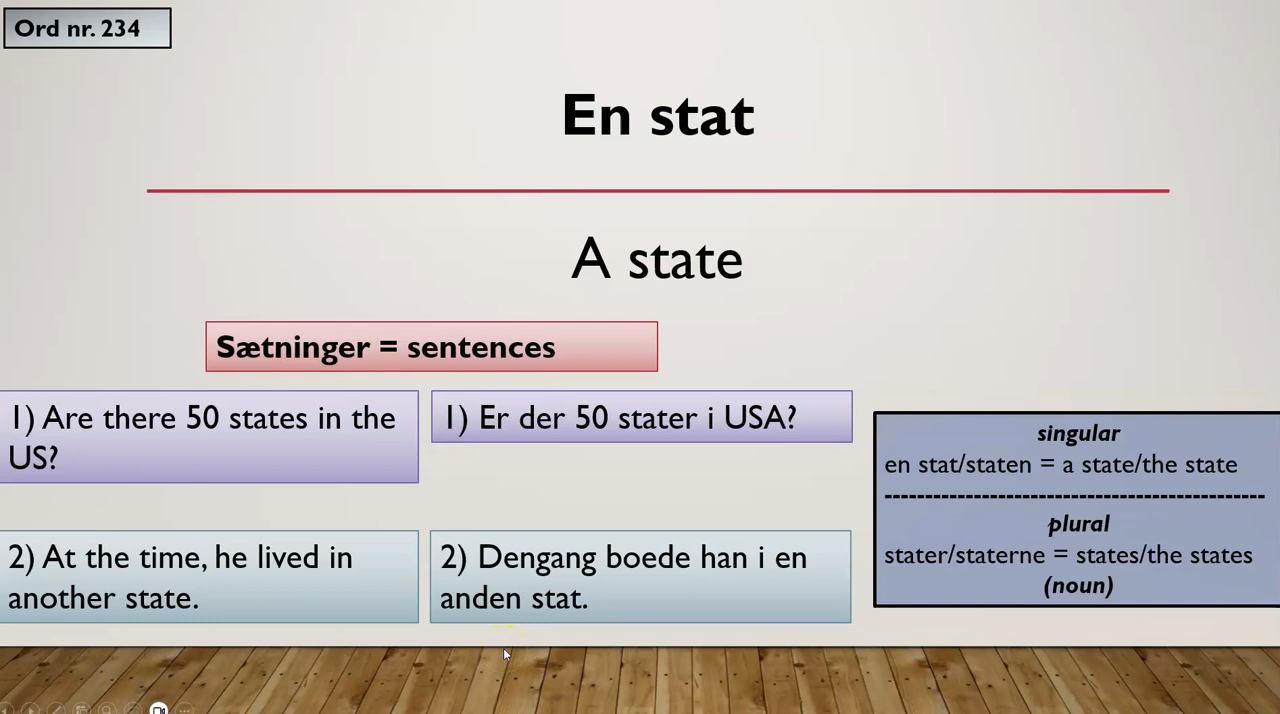 Ord nr. 234
En stat
A state
Sætninger = sentences
1) Are there 50 states in the
US?
1) Er der 50 stater i USA?
2) At the time, he lived in
another state.
2) Dengang boede han i en
anden stat.
singular
en stat/staten = a state/the state
-----------------------------------------------
plural
stater/staterne = states/the states
(noun)